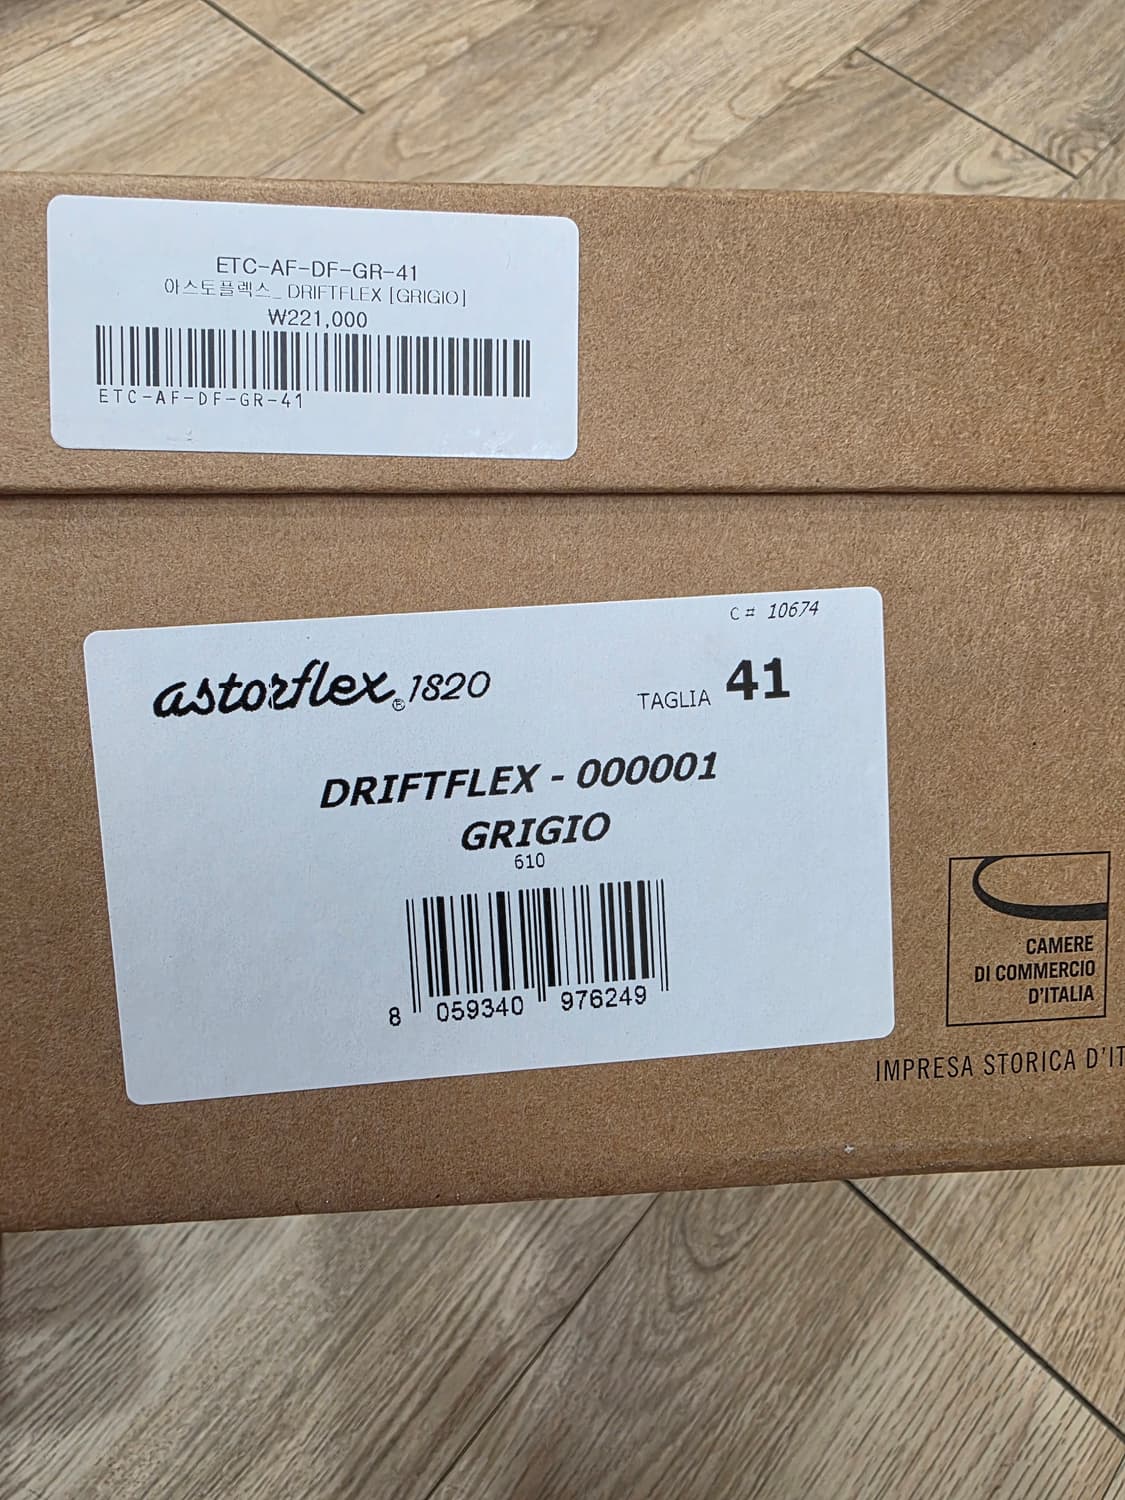 ETC-AF-DF-GR-41
아스토플렉스_ DRIFTFLEX [GRIGIO]
₩221,000
ETC-AF-DF-GR-41
C# 10674
astorflex® 1820
TAGLIA 41
DRIFTFLEX - 000001
GRIGIO
610
8 059340 976249
CAMERE
DI COMMERCIO
D'ITALIA
IMPRESA STORICA D'IT